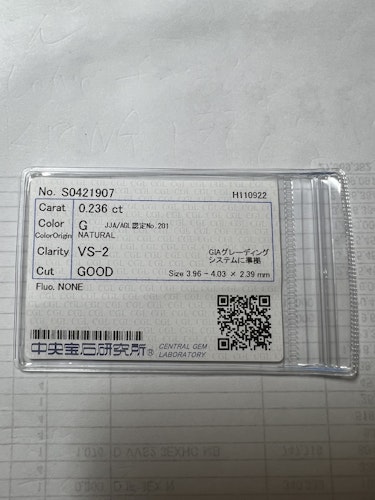 No. S0421907
H110922
Carat 0.236 ct
Color G JJA/AGL認定No.201
ColorOrigin NATURAL
Clarity VS-2
GIAグレーディング
システムに準拠
Cut GOOD Size 3.96 - 4.03 × 2.39 mm
Fluo. NONE
中央宝石研究所® CENTRAL GEM
LABORATORY